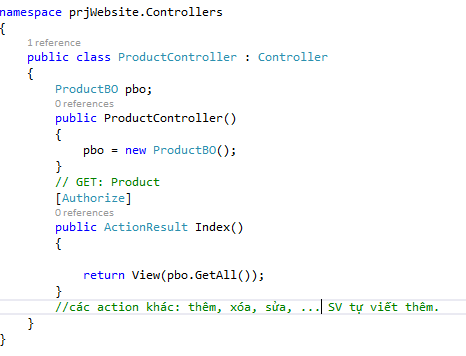 namespace prjWebsite.Controllers
{
1 reference
public class ProductController : Controller
{
ProductBO pbo;
0 references
public ProductController()
{
pbo = new ProductBO();
}
// GET: Product
[Authorize]
0 references
public ActionResult Index()
{
return View(pbo.GetAll());
}
//các action khác: thêm, xóa, sửa, ... SV tự viết thêm.
}
}